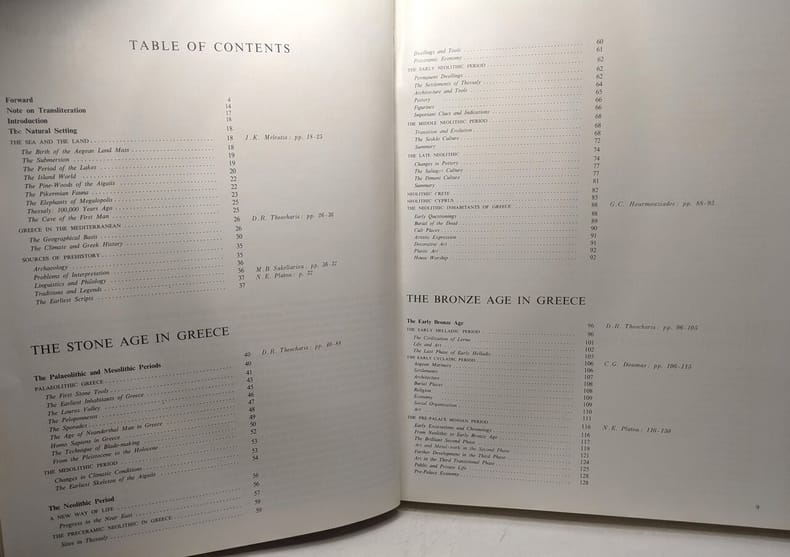 TABLE OF CONTENTS
Forward 4
Note on Transliteration 14
Introduction 17
The Natural Setting 18
THE SEA AND THE LAND 18 J.K. Melentis: pp. 18-25
The Birth of the Aegean Land Mass 18
The Submersion 19
The Period of the Lakes 19
The Island World 20
The Pine-Woods of the Aigaiis 22
The Pikermian Fauna 22
The Elephants of Megalopolis 23
Thessaly: 100,000 Years Ago 25
The Cave of the First Man 25
GREECE IN THE MEDITERRANEAN 26 D.R. Theocharis: pp. 26-36
The Geographical Basis 26
The Climate and Greek History 30
SOURCES OF PREHISTORY 35
Archaeology 35
Problems of Interpretation 36
Linguistics and Philology 36 M.B. Sakellariou: pp. 36-37
Traditions and Legends 37 N.E. Platon: p. 37
The Earliest Scripts 37
THE STONE AGE IN GREECE
The Palaeolithic and Mesolithic Periods 40 D.R. Theocharis: pp. 40-88
PALAEOLITHIC GREECE 40
The First Stone Tools 41
The Earliest Inhabitants of Greece 43
The Larissa Valley 45
The Peloponnese 46
The Sporades 47
The Age of Neanderthal Man in Greece 48
Homo Sapiens in Greece 49
The Technique of Blade-making 50
From the Pleistocene to the Holocene 52
THE MESOLITHIC PERIOD 53
Changes in Climatic Conditions 53
The Earliest Skeleton of the Aigaiis 54
The Neolithic Period 56
A NEW WAY OF LIFE 56
Progress in the Near East 57
THE PRECERAMIC NEOLITHIC IN GREECE 59
Sites in Thessaly 59
Dwellings and Tools 60
Preceramic Economy 61
THE EARLY NEOLITHIC PERIOD 62
Permanent Dwellings 62
The Settlements of Thessaly 62
Architecture and Tools 64
Pottery 65
Figurines 66
Important Clues and Indications 66
THE MIDDLE NEOLITHIC PERIOD 68
Transition and Evolution 68
The Sesklo Culture 68
Summary 72
THE LATE NEOLITHIC 74
Changes in Pottery 74
The Culture 77
The Dimini Culture 77
Summary 81
NEOLITHIC CRETE 82
NEOLITHIC CYPRUS 85
THE NEOLITHIC INHABITANTS OF GREECE 88 G.C. Hourmouziades: pp. 88-92
Early Questionings 88
Burial of the Dead 89
Cult Places 90
Artistic Expression 91
Decorative Art 91
Plastic Art 92
House Worship 92
THE BRONZE AGE IN GREECE
The Early Bronze Age 96 D.R. Theocharis: pp. 96-105
THE EARLY HELLADIC PERIOD 96
The Civilization of Lerna 101
Life and Art 102
The Last Phase of Early Helladic 103
THE EARLY CYCLADIC PERIOD 106 C.G. Doumas: pp. 106-115
Aegean Mariners 106
Settlements 106
Architecture 107
Burial Places 108
Religion 108
Economy 109
Social Organization 109
Art 110
THE PRE-PALACE MINOAN PERIOD 111
Early Excavations and Chronology 116 N.E. Platon: 116-130
From Neolithic to Early Bronze Age 116
The Brilliant Second Phase 117
Art and Metal-work in the Second Phase 119
Further Development in the Third Phase 121
Art in the Third Transitional Phase 124
Public and Private Life 125
Pre-Palace Economy 128
128
9